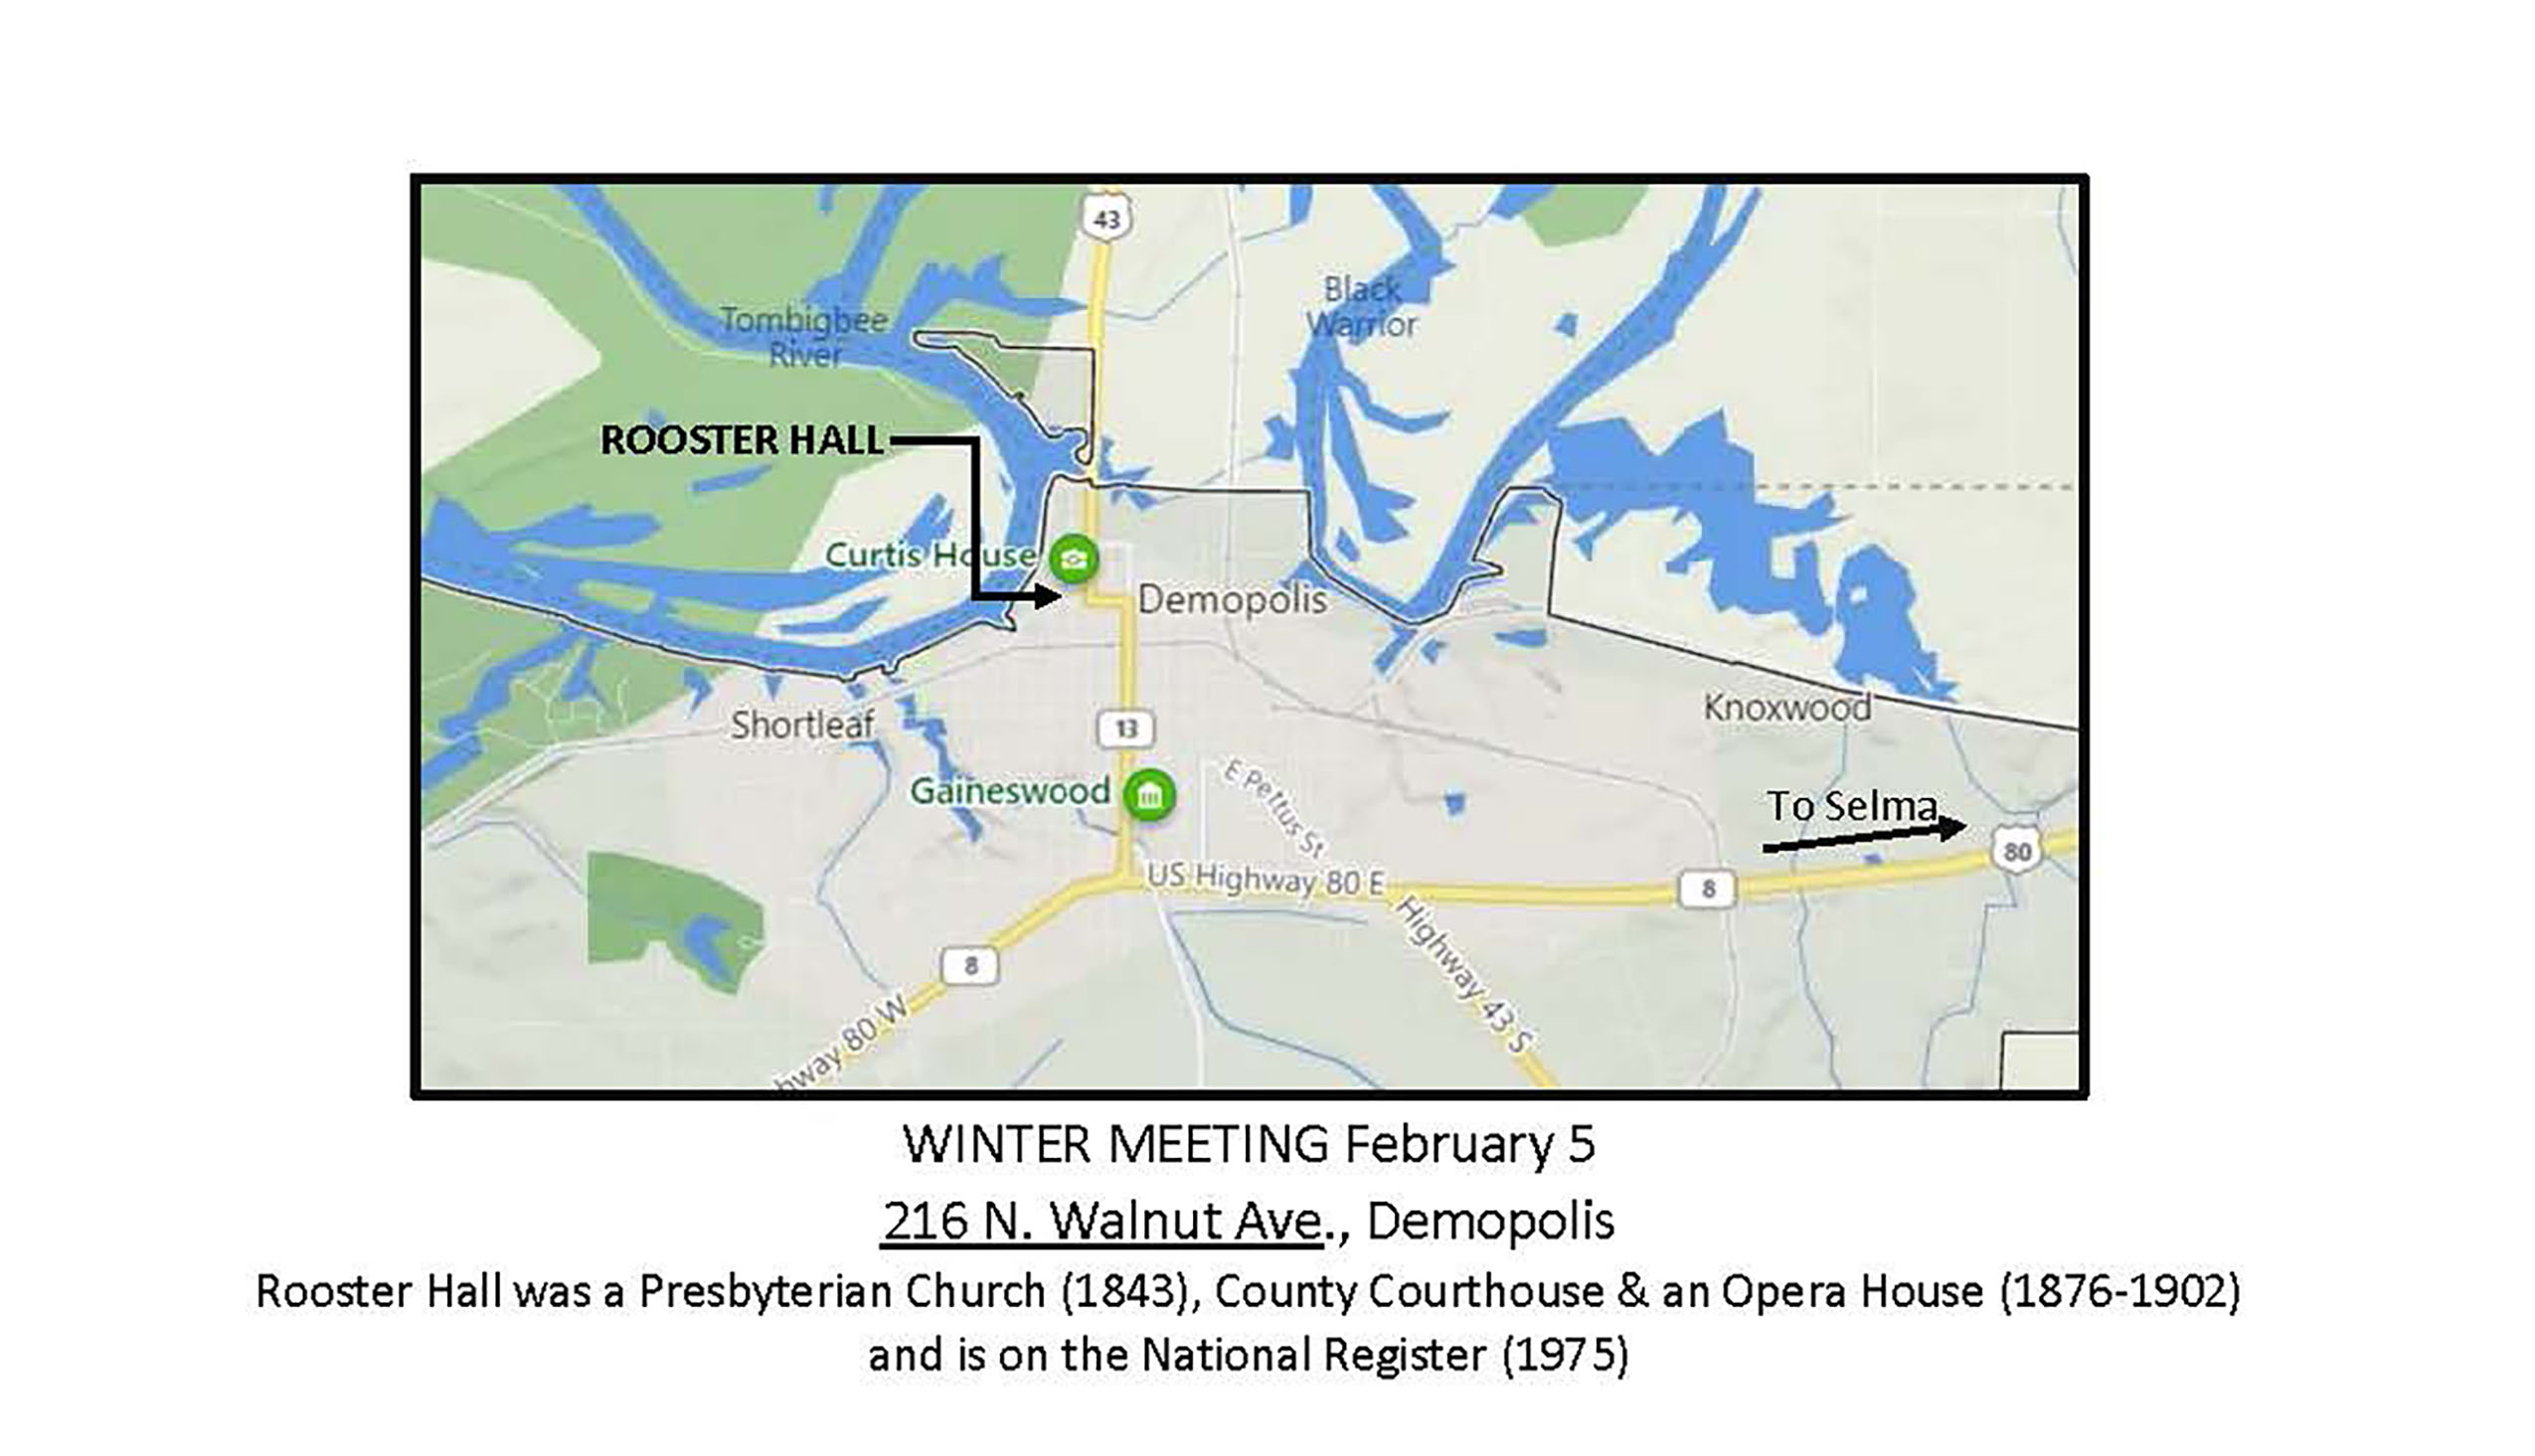 43
Black
Warrior
Tombigbee
River
ROOSTER HALL
Curtis House
Demopolis
Knoxwood
Shortleaf
13
E Pettus St
Gaineswood
To Selma
80
US Highway 80 E
8
Highway 43 S
8
hway 80 W
WINTER MEETING February 5
216 N. Walnut Ave., Demopolis
Rooster Hall was a Presbyterian Church (1843), County Courthouse & an Opera House (1876-1902)
and is on the National Register (1975)